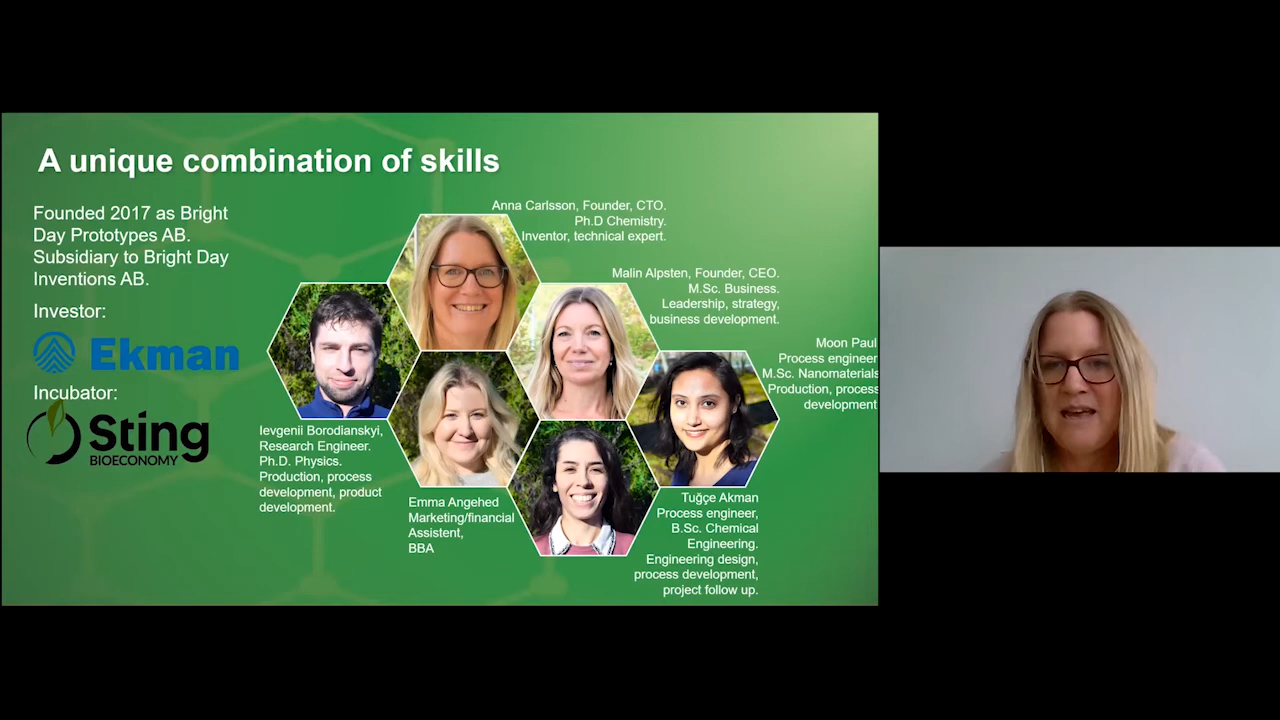 A unique combination of skills
Founded 2017 as Bright
Day Prototypes AB.
Subsidiary to Bright Day
Inventions AB.
Investor:
Ekman
Incubator:
Sting
BIOECONOMY
Anna Carlsson, Founder, CTO.
Ph.D Chemistry.
Inventor, technical expert.
Malin Alpsten, Founder, CEO.
M.Sc. Business.
Leadership, strategy,
business development.
Moon Paul
Process engineer
M.Sc. Nanomaterials
Production, process
development
Ievgenii Borodianskyi,
Research Engineer.
Ph.D. Physics.
Production, process
development, product
development.
Emma Angehed
Marketing/financial
Assistent,
BBA
Tuğçe Akman
Process engineer,
B.Sc. Chemical
Engineering.
Engineering design,
process development,
project follow up.